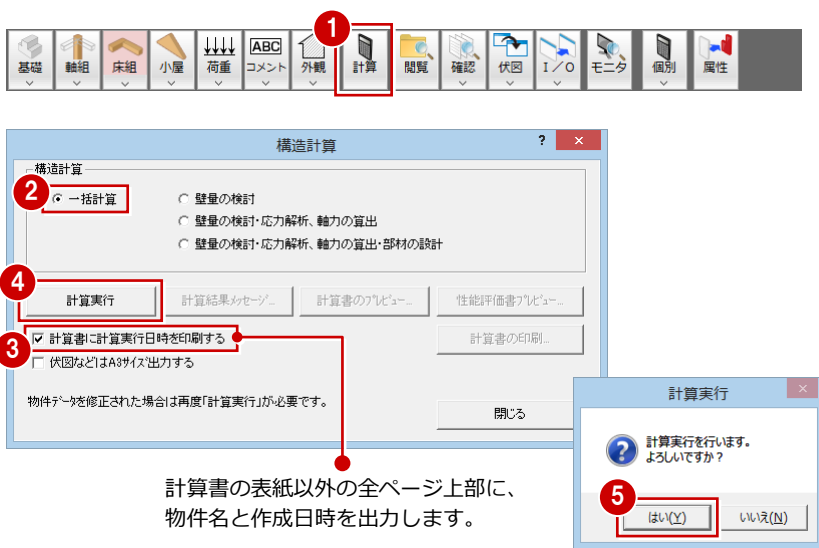 1
基礎 軸組 床組 小屋 荷重 ABC コメント 外観 計算 閲覧 確認 伏図 I/O モニタ 個別 属性
構造計算 ? ×
構造計算
2
一括計算
壁量の検討
壁量の検討・応力解析、軸力の算出
壁量の検討・応力解析、軸力の算出・部材の設計
4
計算実行 計算結果メッセージ... 計算書のプレビュー... 性能評価書プレビュー...
3
計算書に計算実行日時を印刷する 計算書の印刷...
伏図などはA3サイズ出力する
物件データを修正された場合は再度「計算実行」が必要です。
閉じる
計算書の表紙以外の全ページ上部に、
物件名と作成日時を出力します。
計算実行 ×
? 計算実行を行います。
よろしいですか?
5
はい(Y) いいえ(N)